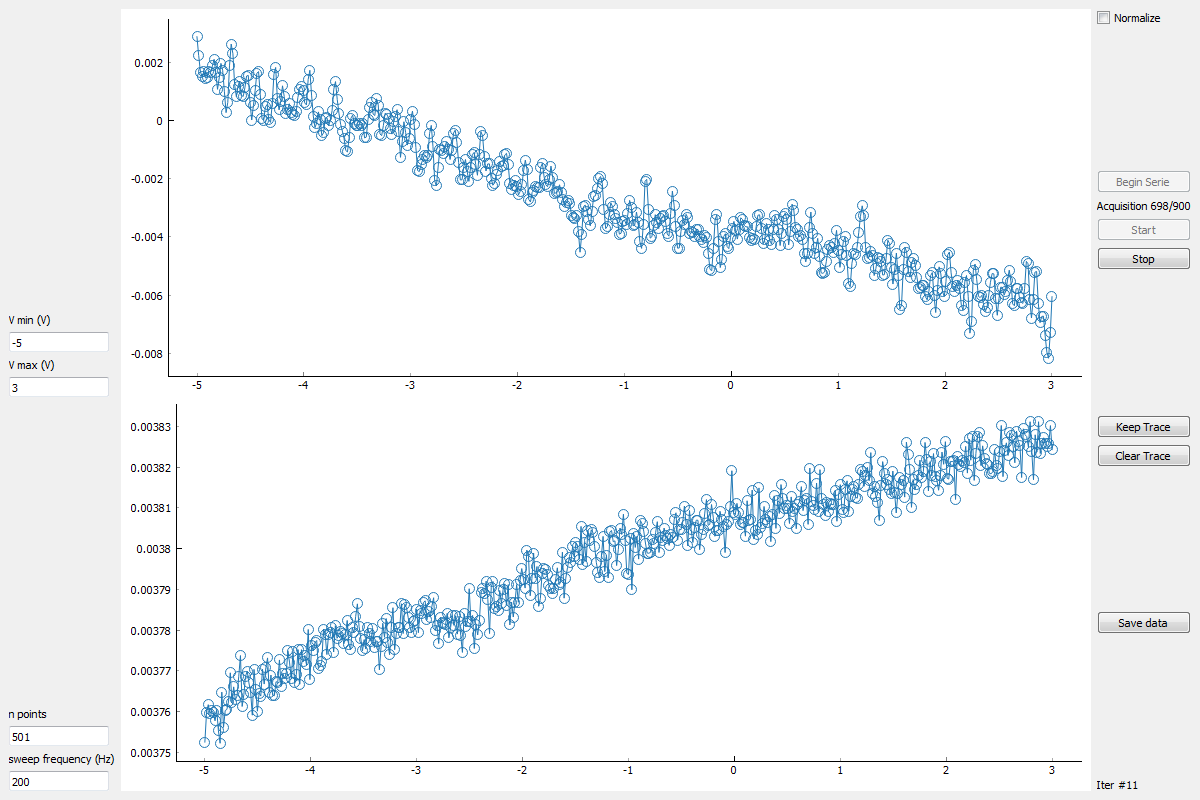 Normalize
0.002
0
-0.002
-0.004
-0.006
-0.008
-5 -4 -3 -2 -1 0 1 2 3
Begin Serie
Acquisition 698/900
Start
Stop
V min (V)
-5
V max (V)
3
0.00383
0.00382
0.00381
0.0038
0.00379
0.00378
0.00377
0.00376
0.00375
-5 -4 -3 -2 -1 0 1 2 3
Keep Trace
Clear Trace
Save data
n points
501
sweep frequency (Hz)
200
Iter #11